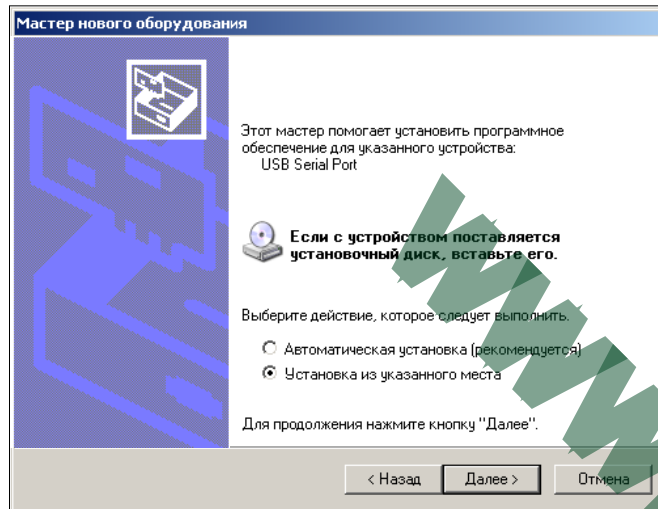 Мастер нового оборудования
Этот мастер помогает установить программное
обеспечение для указанного устройства:
USB Serial Port
Если с устройством поставляется
установочный диск, вставьте его.
Выберите действие, которое следует выполнить.
Автоматическая установка (рекомендуется)
Установка из указанного места
Для продолжения нажмите кнопку "Далее".
< Назад Далее > Отмена
www